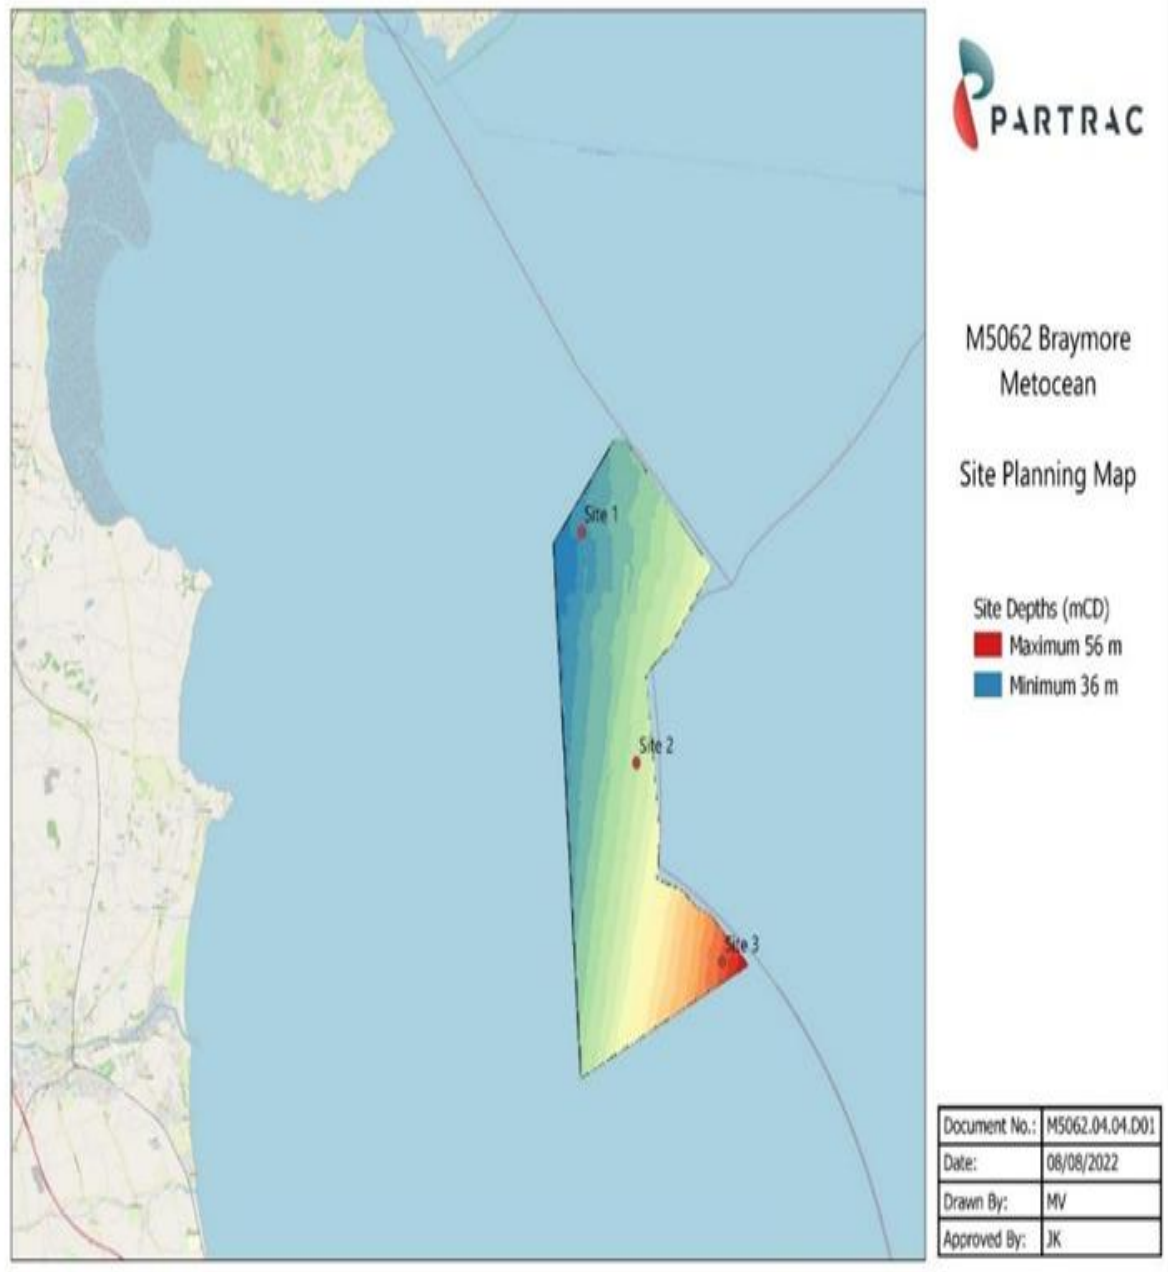 PARTRAC
M5062 Braymore
Metocean
Site Planning Map
Site 1
Site 2
Site 3
Site Depths (mCD)
Maximum 56 m
Minimum 36 m
Document No.: M5062.04.04.D01
Date: 08/08/2022
Drawn By: MV
Approved By: JK